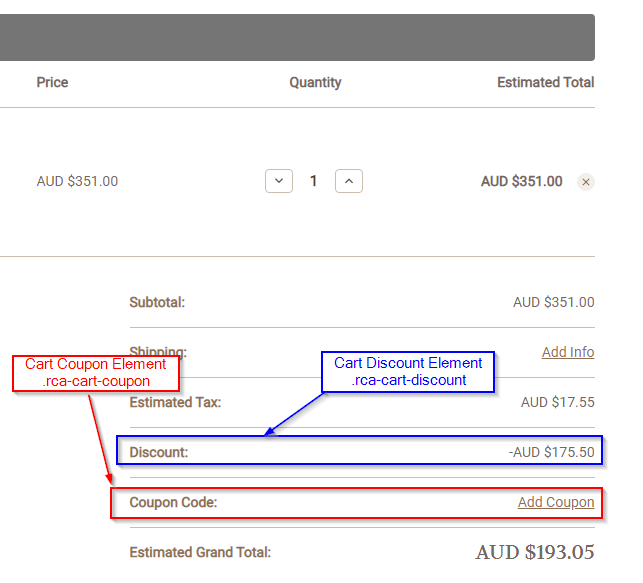 Price Quantity Estimated Total
AUD $351.00 1 AUD $351.00
Subtotal: AUD $351.00
Shipping: Add Info
Cart Coupon Element
.rca-cart-coupon
Cart Discount Element
.rca-cart-discount
Estimated Tax: AUD $17.55
Discount: -AUD $175.50
Coupon Code: Add Coupon
Estimated Grand Total: AUD $193.05